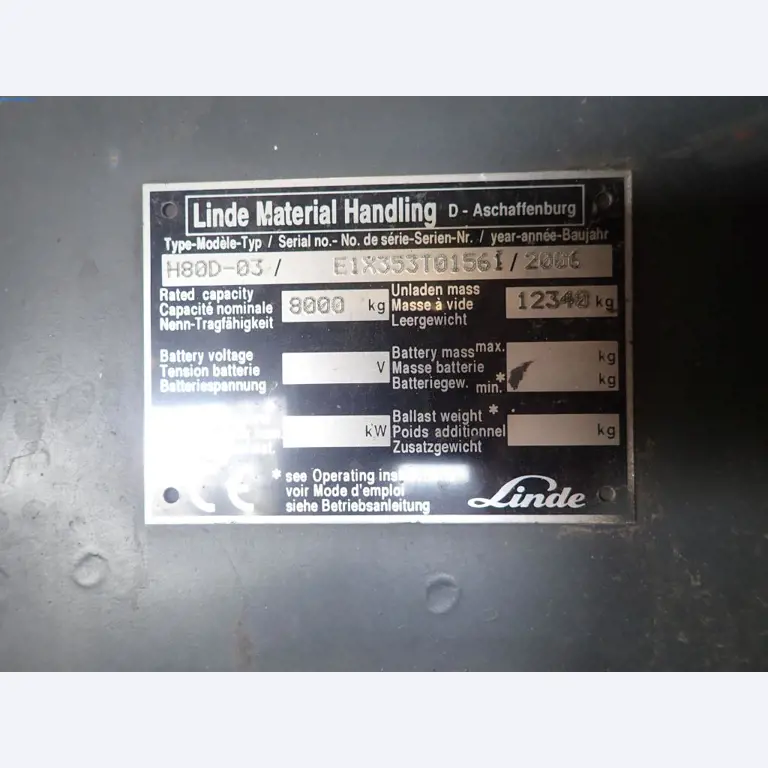 Linde Material Handling D - Aschaffenburg
Type-Modèle-Typ / Serial no.- No. de série-Serien-Nr. / year-année-Baujahr
H80D-03 / E1X353T01561 / 2006
Rated capacity
Capacité nominale
Nenn-Tragfähigkeit
8000 kg
Unladen mass
Masse à vide
Leergewicht
12340 kg
Battery voltage
Tension batterie
Batteriespannung
V
Battery mass max.
Masse batterie
Batteriegew. min.*
kg
kg
kW
Ballast weight *
Poids additionnel
Zusatzgewicht
kg
CE
* see Operating
voir Mode d'emploi
siehe Betriebsanleitung
Linde